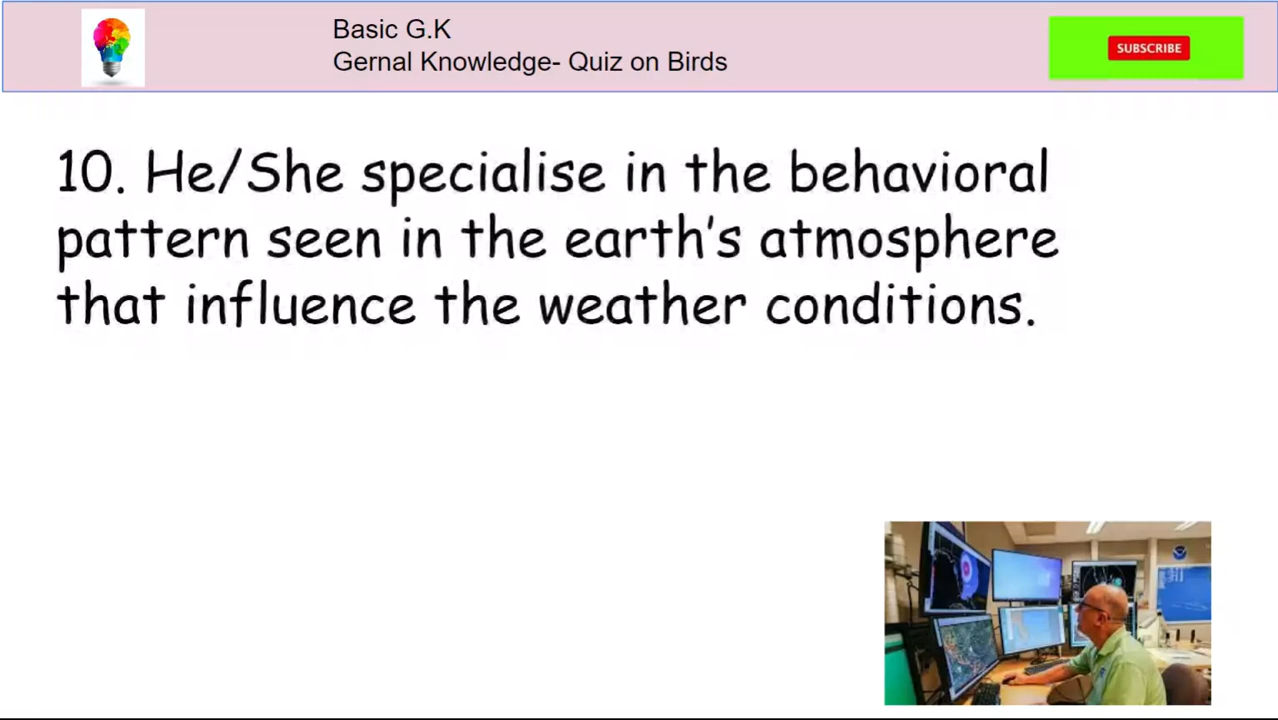 Basic G.K
Gernal Knowledge- Quiz on Birds
SUBSCRIBE
10. He/She specialise in the behavioral
pattern seen in the earth's atmosphere
that influence the weather conditions.